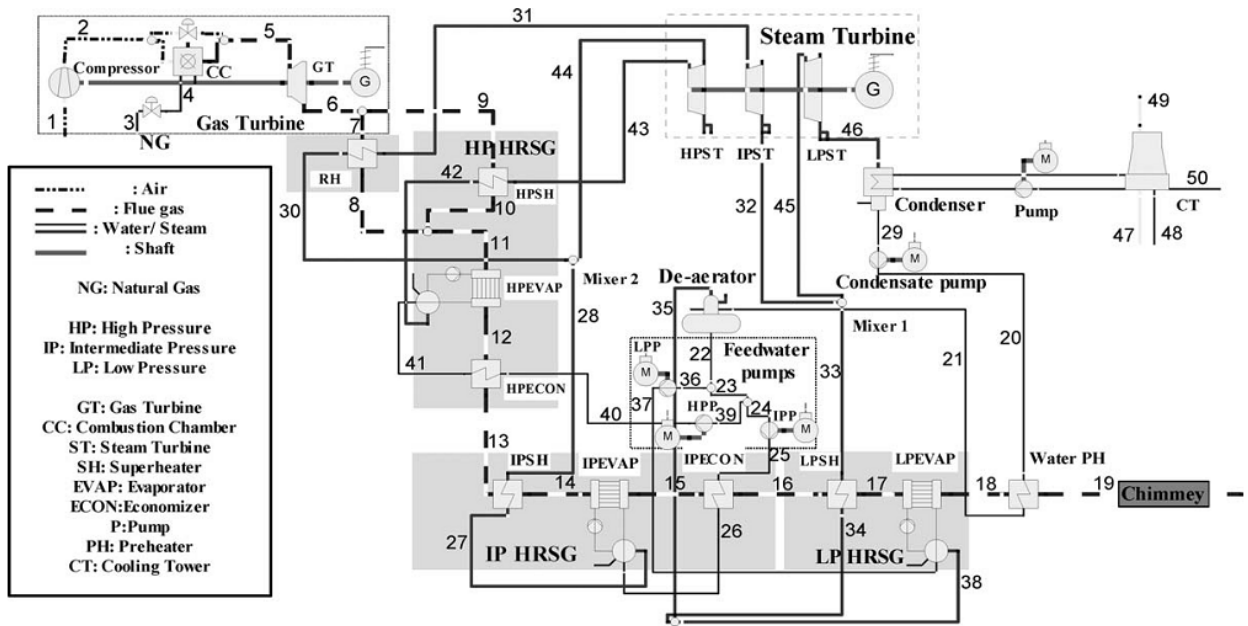 31
2
5
Steam Turbine
44
Compressor
CC
GT
G
4
6
9
G
3
7
43
46
49
1
NG
Gas Turbine
HPST
IPST
LPST
M
HP HRSG
50
RH
42
HPSH
32
45
Condenser
Pump
CT
: Air
30
8
10
: Flue gas
29
47
48
: Water/ Steam
11
M
: Shaft
Mixer 2
De-aerator
Condensate pump
HPEVAP
NG: Natural Gas
28
35
Mixer 1
12
20
HP: High Pressure
22
Feedwater
21
IP: Intermediate Pressure
LPP
pumps
33
LP: Low Pressure
41
M
36
23
HPECON
37
HPP
24
IPP
GT: Gas Turbine
40
39
M
CC: Combustion Chamber
M
25
ST: Steam Turbine
13
IPSH
IPEVAP
IPECON
LPSH
LPEVAP
Water PH
SH: Superheater
EVAP: Evaporator
14
15
16
17
18
19
Chimmey
ECON:Economizer
P:Pump
27
26
34
PH: Preheater
IP HRSG
LP HRSG
CT: Cooling Tower
38